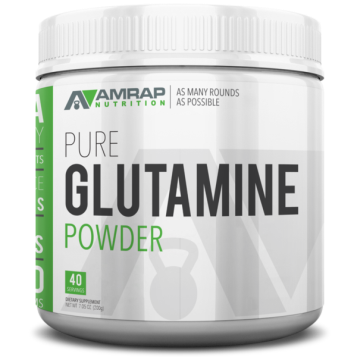 AMRAP
NUTRITION
AS MANY ROUNDS
AS POSSIBLE
PURE
GLUTAMINE
POWDER
40
SERVINGS
DIETARY SUPPLEMENT